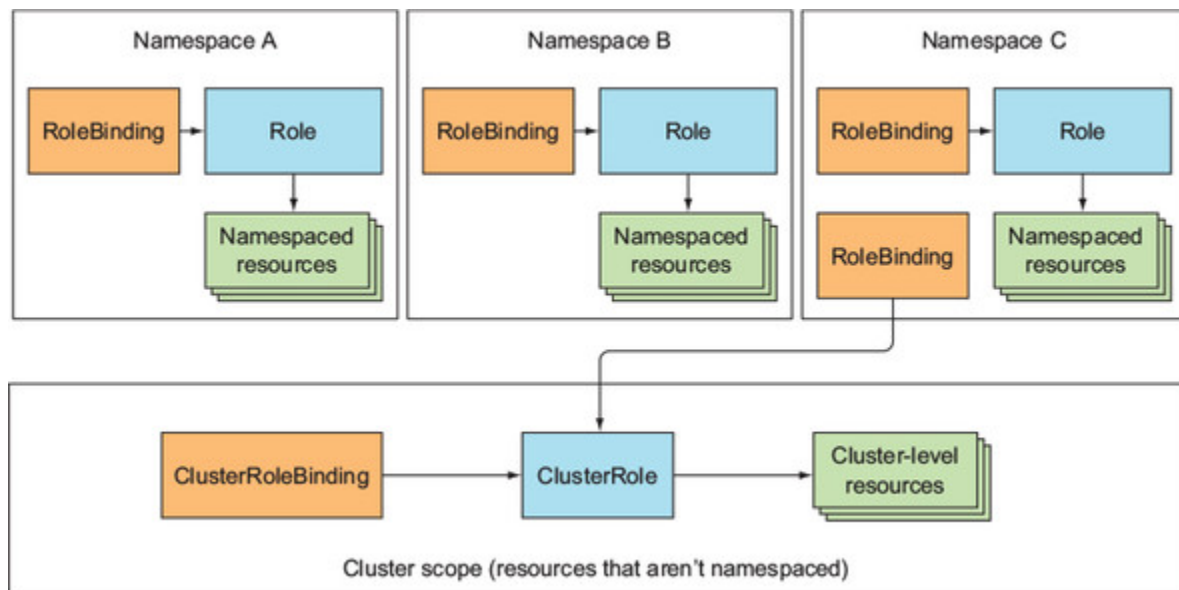 Namespace A
RoleBinding
Role
Namespaced
resources
Namespace B
RoleBinding
Role
Namespaced
resources
Namespace C
RoleBinding
Role
RoleBinding
Namespaced
resources
ClusterRoleBinding
ClusterRole
Cluster-level
resources
Cluster scope (resources that aren't namespaced)